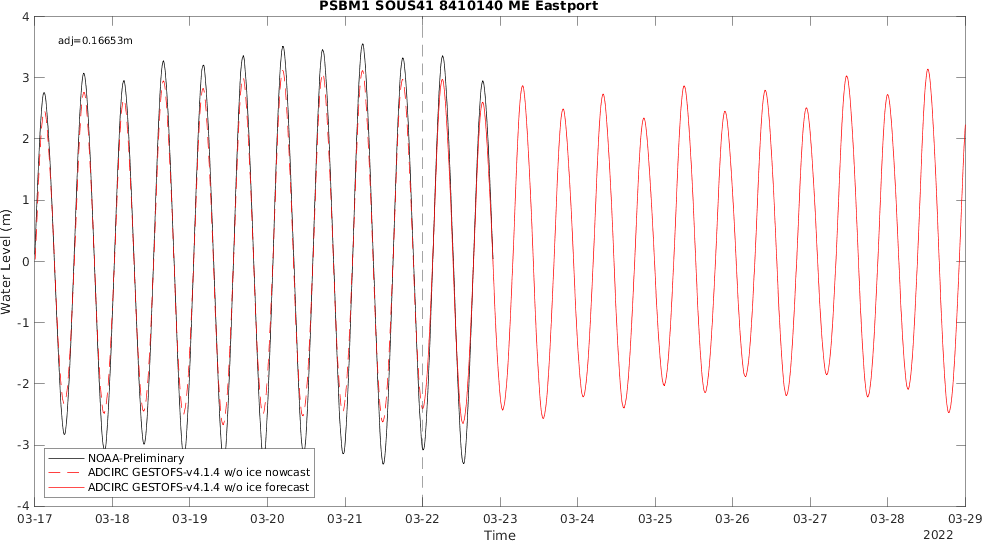 PSBM1 SOUS41 8410140 ME Eastport
adj=0.16653m
Water Level (m)
4
3
2
1
0
-1
-2
-3
-4
NOAA-Preliminary
ADCIRC GESTOFS-v4.1.4 w/o ice nowcast
ADCIRC GESTOFS-v4.1.4 w/o ice forecast
03-17 03-18 03-19 03-20 03-21 03-22 03-23 03-24 03-25 03-26 03-27 03-28 03-29
Time
2022